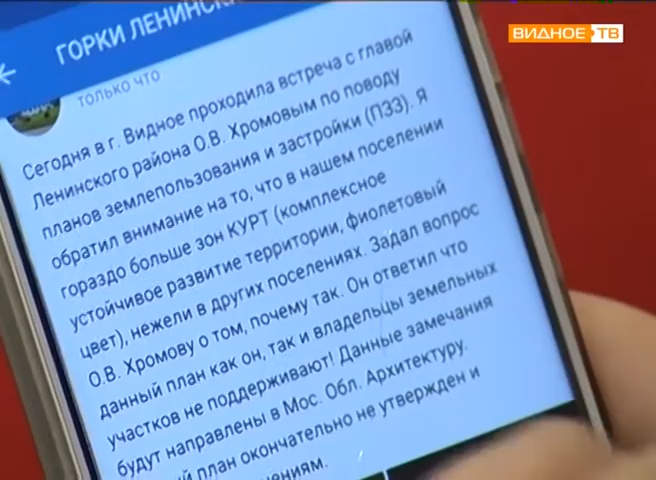 ВИДНОЕ ТВ
ГОРКИ ЛЕНИНСКИ
только что
Сегодня в г. Видное проходила встреча с главой
Ленинского района О.В. Хромовым по поводу
планов землепользования и застройки (ПЗЗ). Я
обратил внимание на то, что в нашем поселении
гораздо больше зон КУРТ (комплексное
устойчивое развитие территории, фиолетовый
цвет), нежели в других поселениях. Задал вопрос
О.В. Хромову о том, почему так. Он ответил что
данный план как он, так и владельцы земельных
участков не поддерживают! Данные замечания
будут направлены в Мос. Обл. Архитектуру.
план окончательно не утвержден и